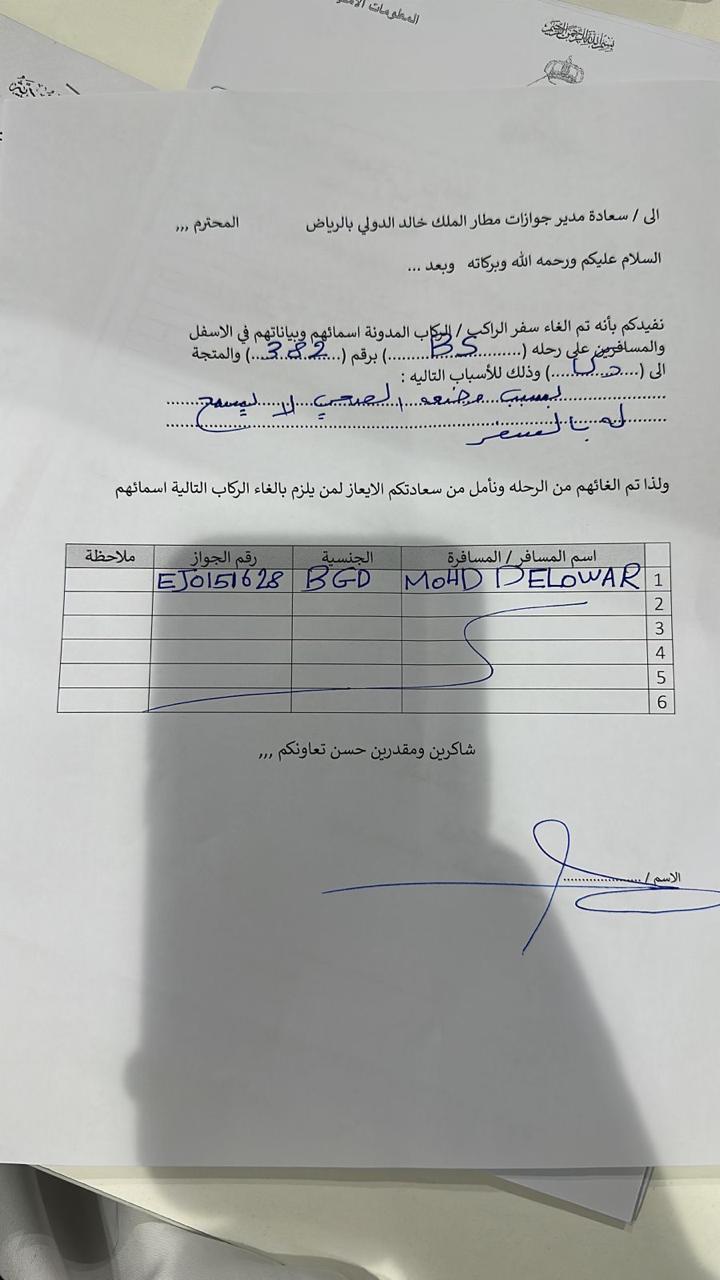 المعلومات
بسم الله الرحمن الرحيم
الى / سعادة مدير جوازات مطار الملك خالد الدولي بالرياض المحترم ,,,
السلام عليكم ورحمه الله وبركاته وبعد ...
نفيدكم بأنه تم الغاء سفر الراكب / الركاب المدونة اسمائهم وبياناتهم في الاسفل
والمسافرين على رحله (.......BS.......) برقم (...382...) والمتجة
الى (...دكا...) وذلك للأسباب التاليه :
بسبب وضعه الصحي لا يسمح
له بالسفر
ولذا تم الغائهم من الرحله ونأمل من سعادتكم الايعاز لمن يلزم بالغاء الركاب التالية اسمائهم
اسم المسافر / المسافرة الجنسية رقم الجواز ملاحظة
1 MOHD DELOWAR BGD EJ0151628
2
3
4
5
6
شاكرين ومقدرين حسن تعاونكم ,,,
الاسم / ....................